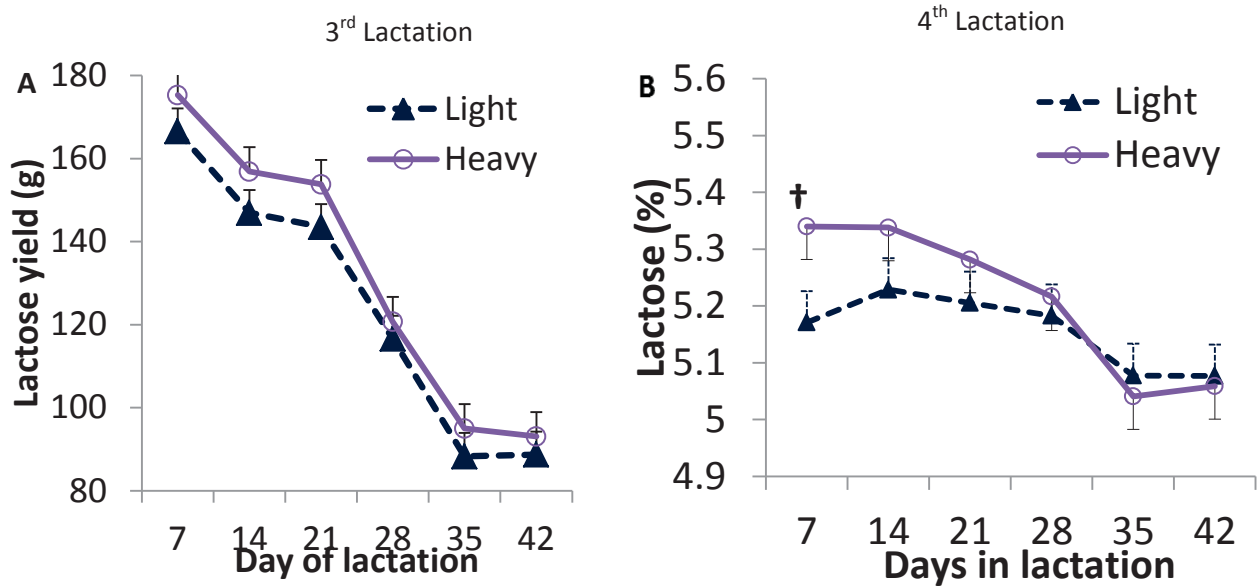 3rd Lactation
A
Lactose yield (g)
180
160
140
120
100
80
Light
Heavy
7 14 21 28 35 42
Day of lactation
4th Lactation
B
Lactose (%)
5.6
5.5
5.4
5.3
5.2
5.1
5
4.9
Light
Heavy
†
7 14 21 28 35 42
Days in lactation